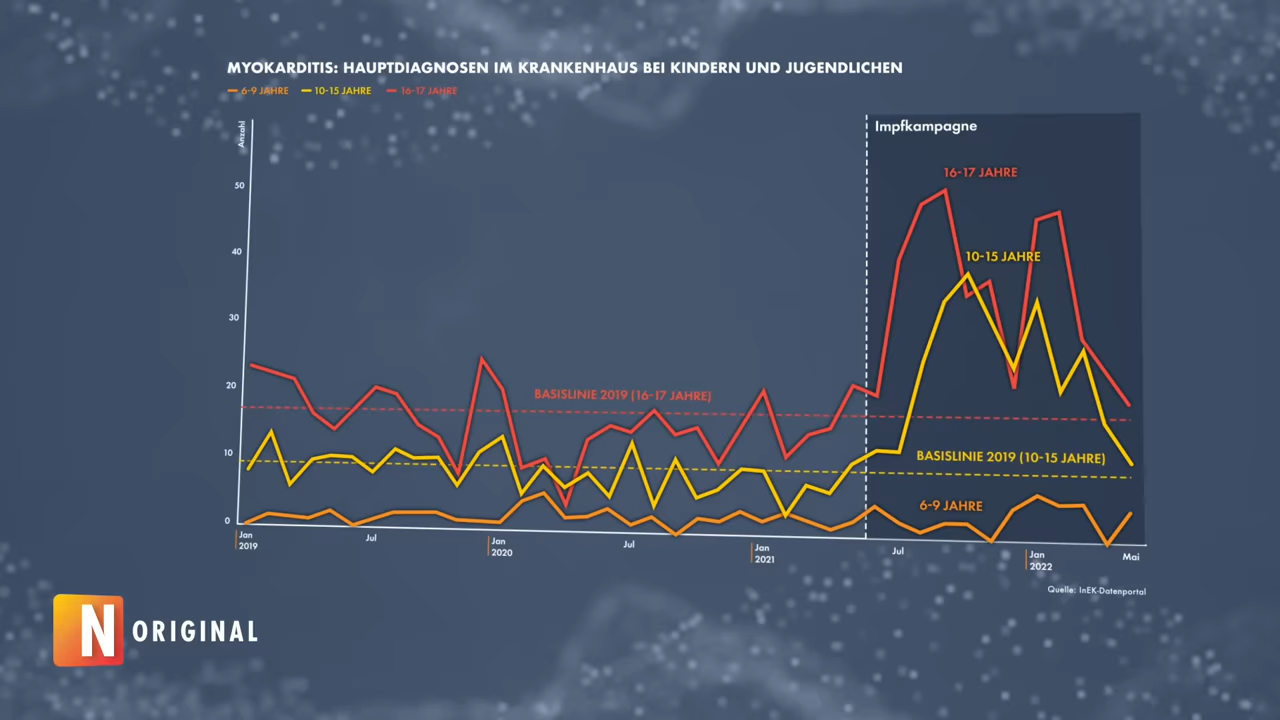 MYOKARDITIS: HAUPTDIAGNOSEN IM KRANKENHAUS BEI KINDERN UND JUGENDLICHEN
6-9 JAHRE 10-15 JAHRE 16-17 JAHRE
Anzahl
Impfkampagne
16-17 JAHRE
50
40
10-15 JAHRE
30
20
BASISLINIE 2019 (16-17 JAHRE)
10
BASISLINIE 2019 (10-15 JAHRE)
6-9 JAHRE
0
Jan
2019
Jul
Jan
2020
Jul
Jan
2021
Jul
Jan
2022
Mai
Quelle: InEK-Datenportal
N ORIGINAL